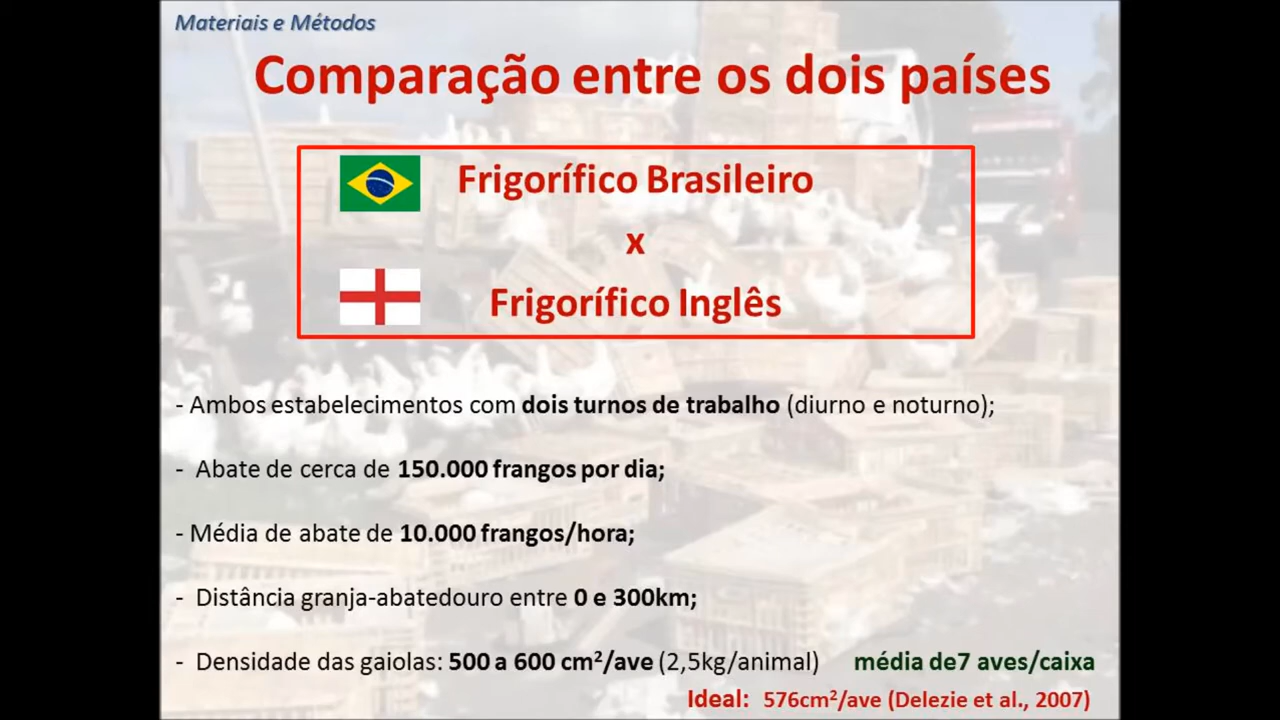 Materiais e Métodos
Comparação entre os dois países
Frigorífico Brasileiro
x
Frigorífico Inglês
- Ambos estabelecimentos com dois turnos de trabalho (diurno e noturno);
- Abate de cerca de 150.000 frangos por dia;
- Média de abate de 10.000 frangos/hora;
- Distância granja-abatedouro entre 0 e 300km;
- Densidade das gaiolas: 500 a 600 cm²/ave (2,5kg/animal) média de7 aves/caixa
Ideal: 576cm²/ave (Delezie et al., 2007)